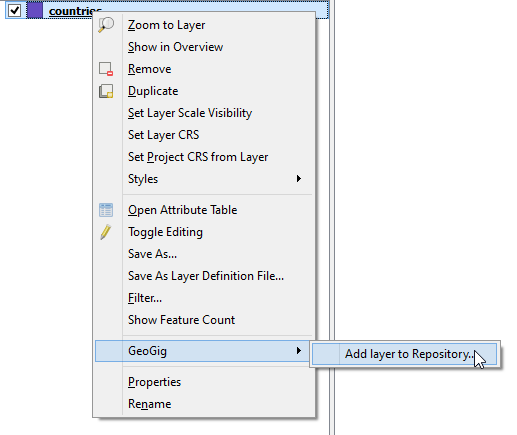 countries
Zoom to Layer
Show in Overview
Remove
Duplicate
Set Layer Scale Visibility
Set Layer CRS
Set Project CRS from Layer
Styles
Open Attribute Table
Toggle Editing
Save As...
Save As Layer Definition File...
Filter...
Show Feature Count
GeoGig
Add layer to Repository...
Properties
Rename